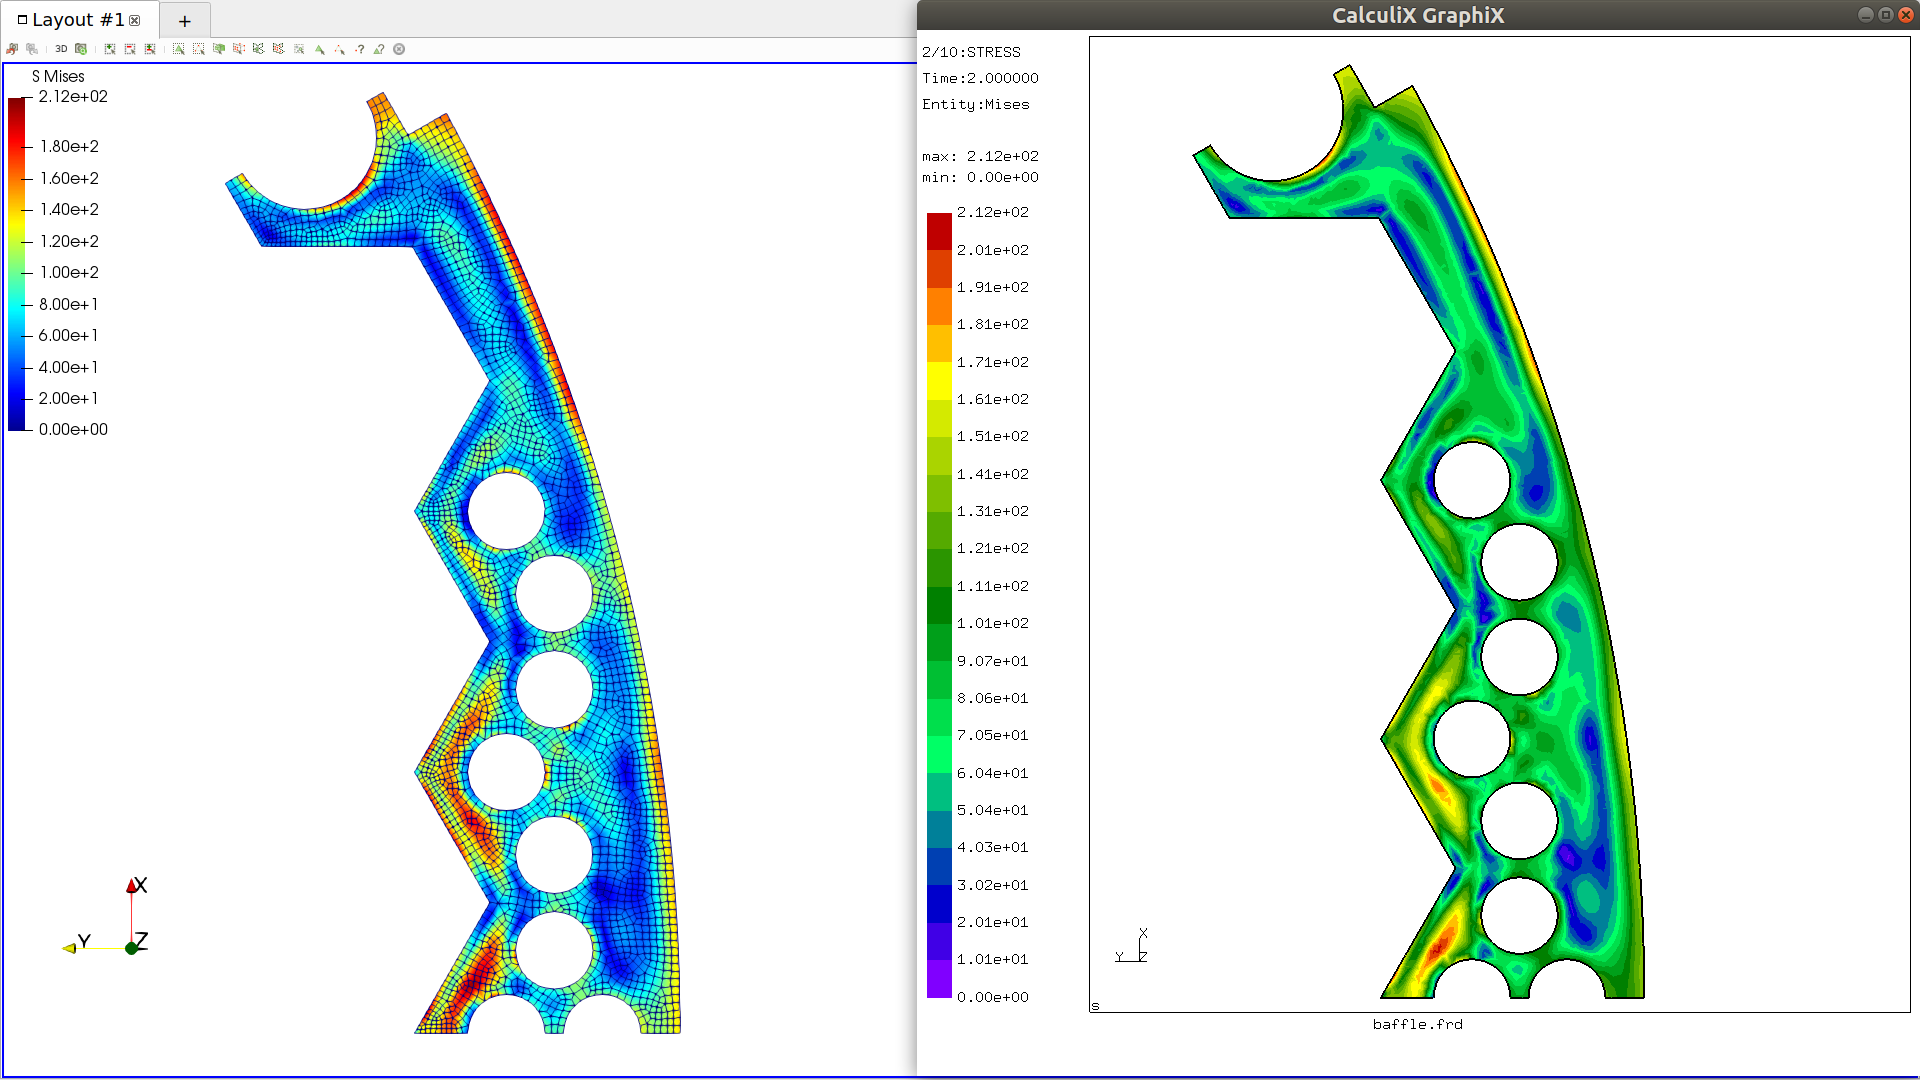 Layout #1
+
3D
S Mises
2.12e+02
1.80e+2
1.60e+2
1.40e+2
1.20e+2
1.00e+2
8.00e+1
6.00e+1
4.00e+1
2.00e+1
0.00e+00
X
Y
Z
CalculiX GraphiX
2/10:STRESS
Time:2.000000
Entity:Mises
max: 2.12e+02
min: 0.00e+00
2.12e+02
2.01e+02
1.91e+02
1.81e+02
1.71e+02
1.61e+02
1.51e+02
1.41e+02
1.31e+02
1.21e+02
1.11e+02
1.01e+02
9.07e+01
8.06e+01
7.05e+01
6.04e+01
5.04e+01
4.03e+01
3.02e+01
2.01e+01
1.01e+01
0.00e+00
X
Y
Z
s
baffle.frd